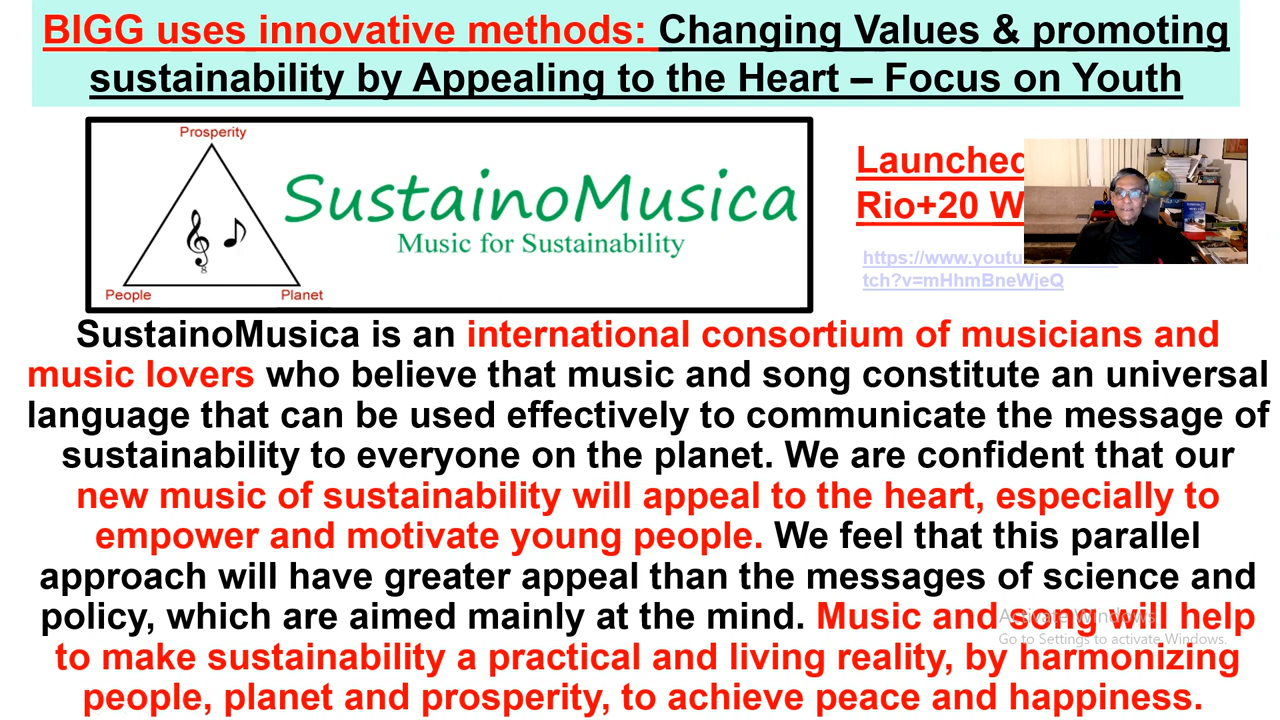 BIGG uses innovative methods: Changing Values & promoting
sustainability by Appealing to the Heart – Focus on Youth
Prosperity
SustainoMusica
Music for Sustainability
People
Planet
Launched
Rio+20 W
https://www.youtu
tch?v=mHhmBneWjeQ
SustainoMusica is an international consortium of musicians and
music lovers who believe that music and song constitute an universal
language that can be used effectively to communicate the message of
sustainability to everyone on the planet. We are confident that our
new music of sustainability will appeal to the heart, especially to
empower and motivate young people. We feel that this parallel
approach will have greater appeal than the messages of science and
policy, which are aimed mainly at the mind. Music and song will help
to make sustainability a practical and living reality, by harmonizing
people, planet and prosperity, to achieve peace and happiness.
Activate Windows
Go to Settings to activate Windows.